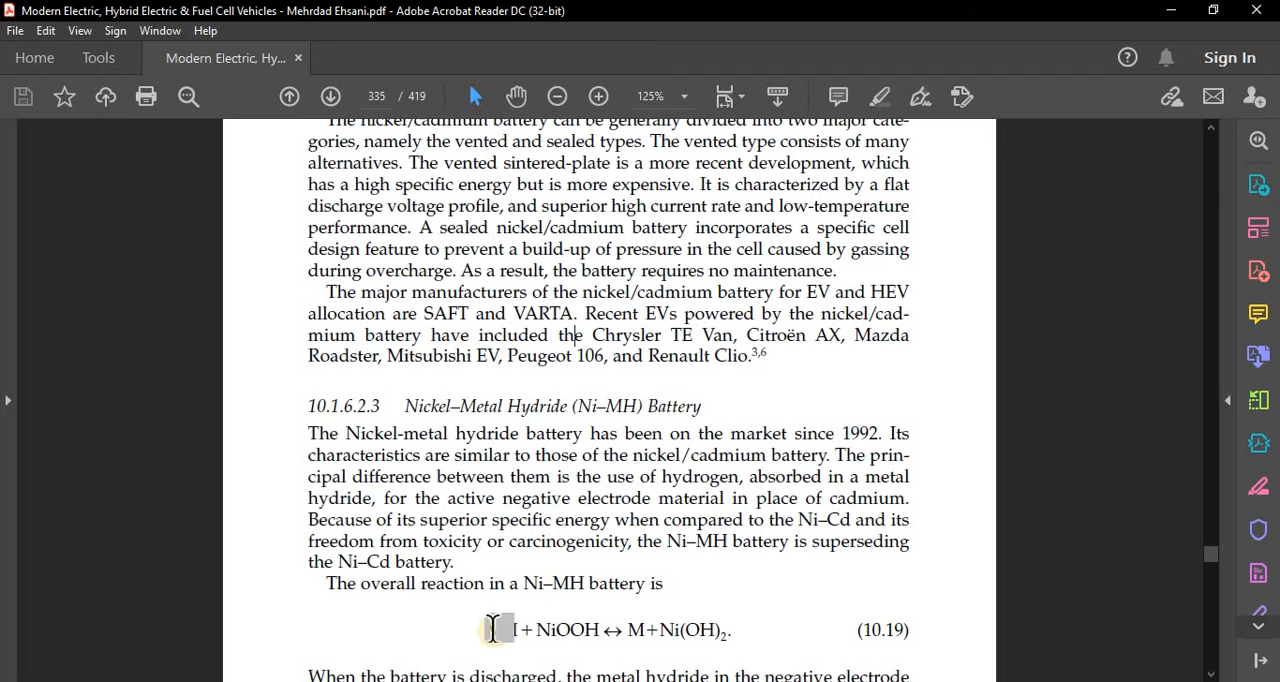 Modern Electric, Hybrid Electric & Fuel Cell Vehicles - Mehrdad Ehsani.pdf - Adobe Acrobat Reader DC (32-bit)
File Edit View Sign Window Help
Home Tools Modern Electric, Hy... × Sign In
335 / 419 125%
The nickel/cadmium battery can be generally divided into two major cate-
gories, namely the vented and sealed types. The vented type consists of many
alternatives. The vented sintered-plate is a more recent development, which
has a high specific energy but is more expensive. It is characterized by a flat
discharge voltage profile, and superior high current rate and low-temperature
performance. A sealed nickel/cadmium battery incorporates a specific cell
design feature to prevent a build-up of pressure in the cell caused by gassing
during overcharge. As a result, the battery requires no maintenance.
The major manufacturers of the nickel/cadmium battery for EV and HEV
allocation are SAFT and VARTA. Recent EVs powered by the nickel/cad-
mium battery have included the Chrysler TE Van, Citroën AX, Mazda
Roadster, Mitsubishi EV, Peugeot 106, and Renault Clio.3,6
10.1.6.2.3 Nickel–Metal Hydride (Ni–MH) Battery
The Nickel-metal hydride battery has been on the market since 1992. Its
characteristics are similar to those of the nickel/cadmium battery. The prin-
cipal difference between them is the use of hydrogen, absorbed in a metal
hydride, for the active negative electrode material in place of cadmium.
Because of its superior specific energy when compared to the Ni–Cd and its
freedom from toxicity or carcinogenicity, the Ni–MH battery is superseding
the Ni–Cd battery.
The overall reaction in a Ni–MH battery is
+ NiOOH ↔ M+Ni(OH)2. (10.19)
When the battery is discharged, the metal hydride in the negative electrode